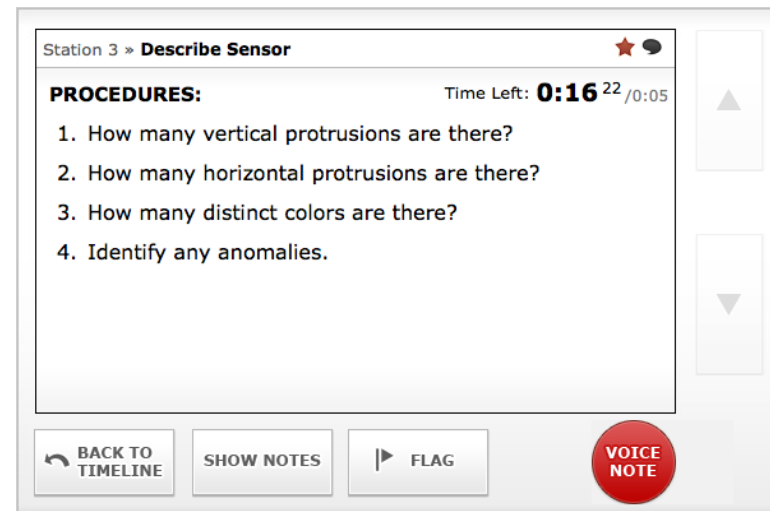 Station 3 » Describe Sensor
PROCEDURES:
Time Left: 0:16 22 /0:05
1. How many vertical protrusions are there?
2. How many horizontal protrusions are there?
3. How many distinct colors are there?
4. Identify any anomalies.
BACK TO
TIMELINE
SHOW NOTES
FLAG
VOICE
NOTE